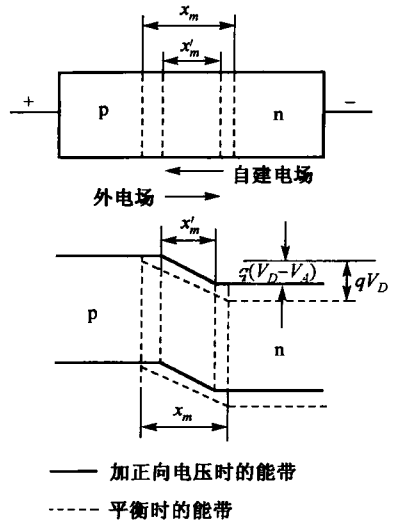 x_m
x′_m
+ p n −
自建电场
外电场
x′_m
q(V_D−V_A)
qV_D
p
n
x_m
加正向电压时的能带
平衡时的能带